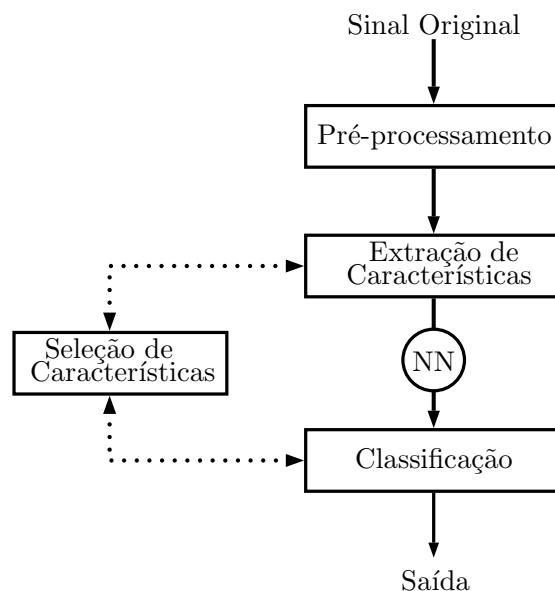 Sinal Original
Pré-processamento
Extração de
Características
Seleção de
Características
NN
Classificação
Saída